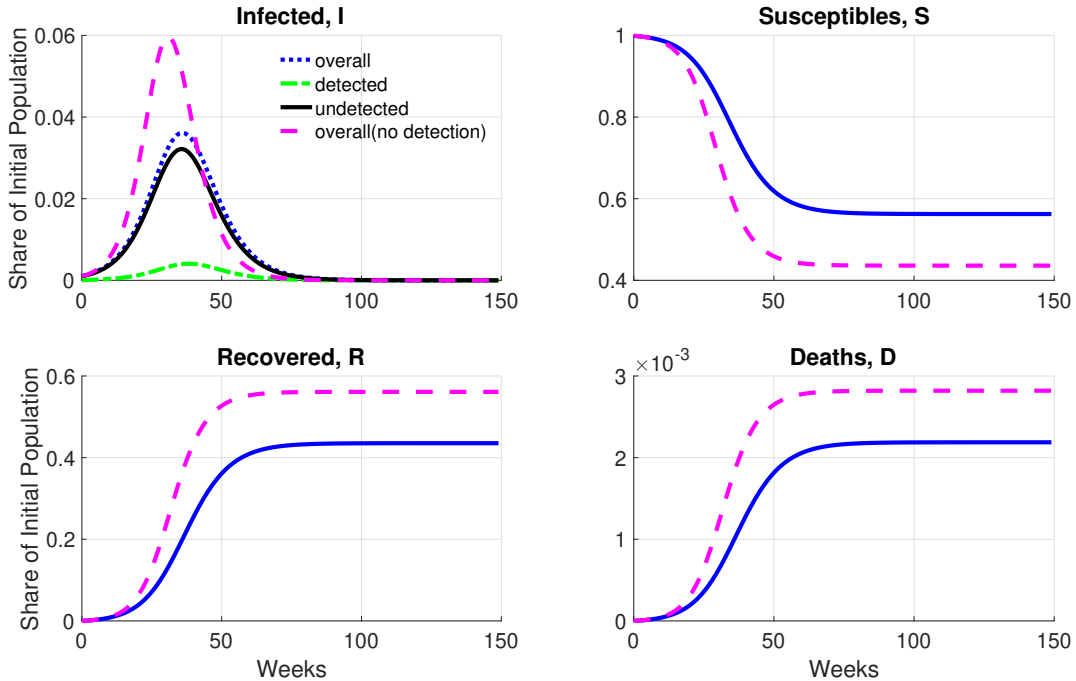 Infected, I
Share of Initial Population
0.06
0.04
0.02
0
0
50
100
150
overall
detected
undetected
overall(no detection)
Susceptibles, S
1
0.8
0.6
0.4
0
50
100
150
Recovered, R
Share of Initial Population
0.6
0.4
0.2
0
0
50
100
150
Weeks
Deaths, D
×10⁻³
3
2
1
0
0
50
100
150
Weeks